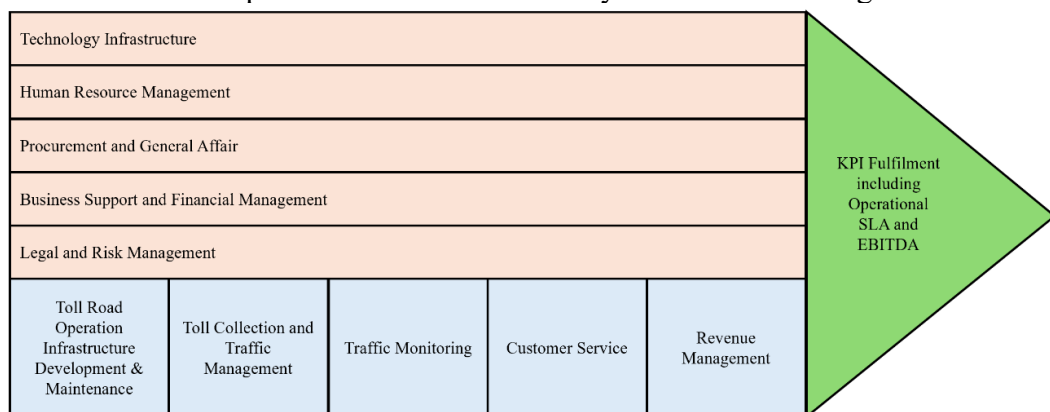 Technology Infrastructure
Human Resource Management
Procurement and General Affair
Business Support and Financial Management
Legal and Risk Management
KPI Fulfilment
including
Operational
SLA and
EBITDA
Toll Road
Operation
Infrastructure
Development &
Maintenance
Toll Collection and
Traffic
Management
Traffic Monitoring
Customer Service
Revenue
Management